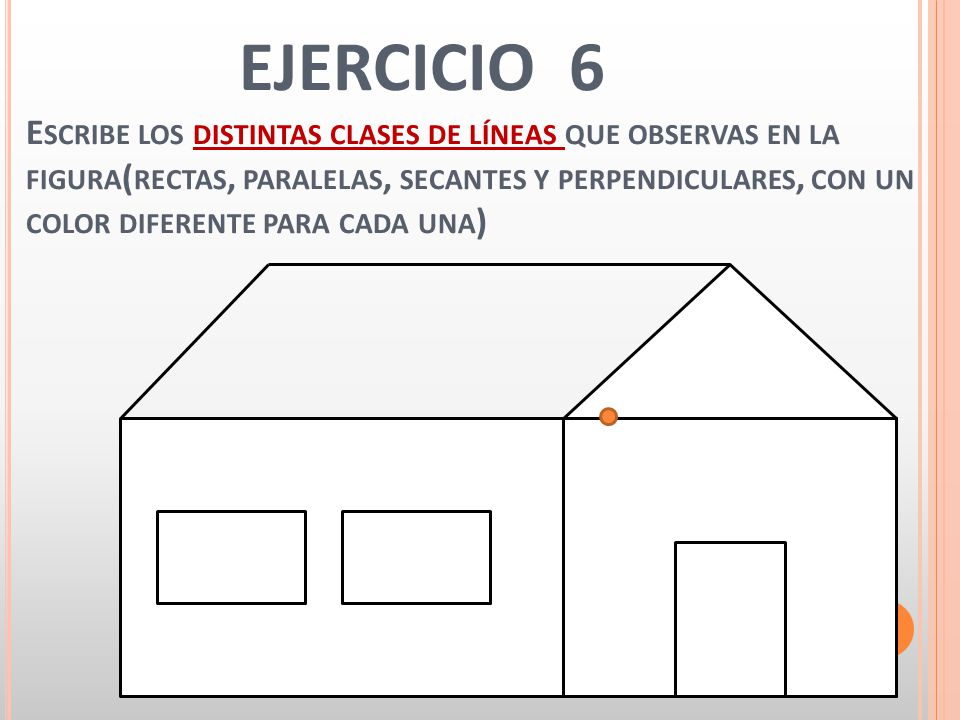 EJERCICIO 6
ESCRIBE LOS DISTINTAS CLASES DE LÍNEAS QUE OBSERVAS EN LA
FIGURA(RECTAS, PARALELAS, SECANTES Y PERPENDICULARES, CON UN
COLOR DIFERENTE PARA CADA UNA)